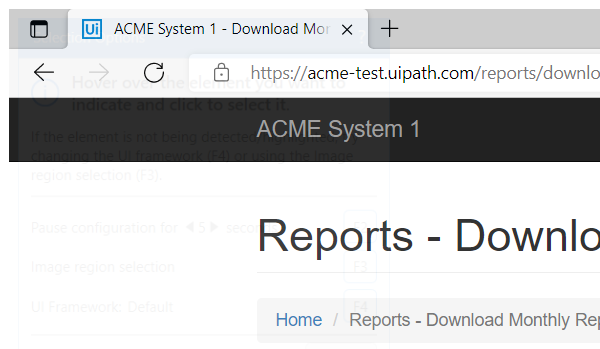 Ui ACME System 1 - Download Mor
https://acme-test.uipath.com/reports/downlo
Hover over the element you want to
indicate and click to select it.
ACME System 1
If the element is not being detected, highlighted, try
changing the UI framework (F4) or using the Image
region selection (F3).
Pause configuration for 5 seconds
Reports - Downlo
Image region selection F3
UI Framework: Default F4
Home / Reports - Download Monthly Rep